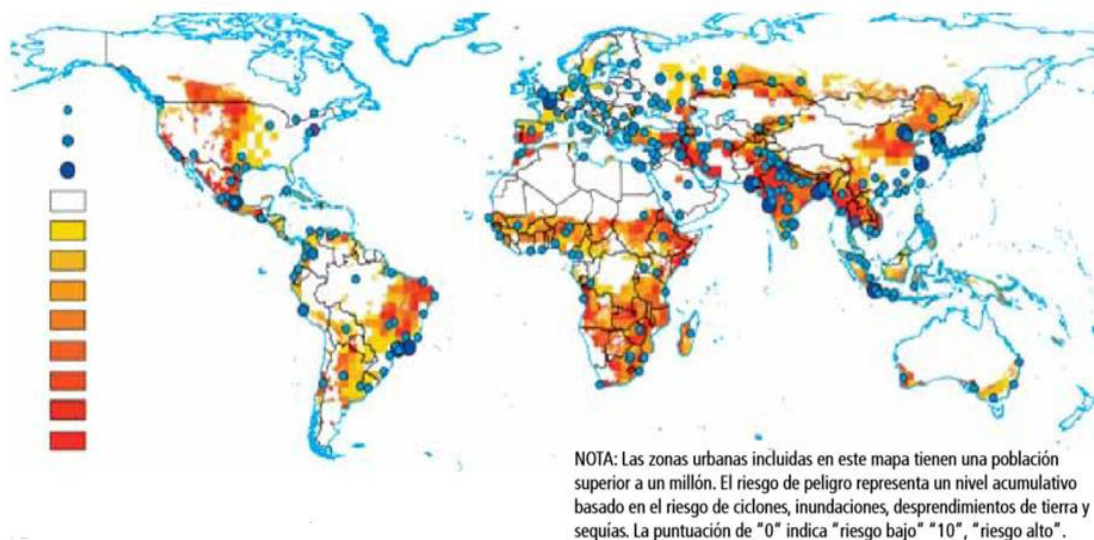 NOTA: Las zonas urbanas incluidas en este mapa tienen una población
superior a un millón. El riesgo de peligro representa un nivel acumulativo
basado en el riesgo de ciclones, inundaciones, desprendimientos de tierra y
sequías. La puntuación de “0” indica “riesgo bajo” “10”, “riesgo alto”.